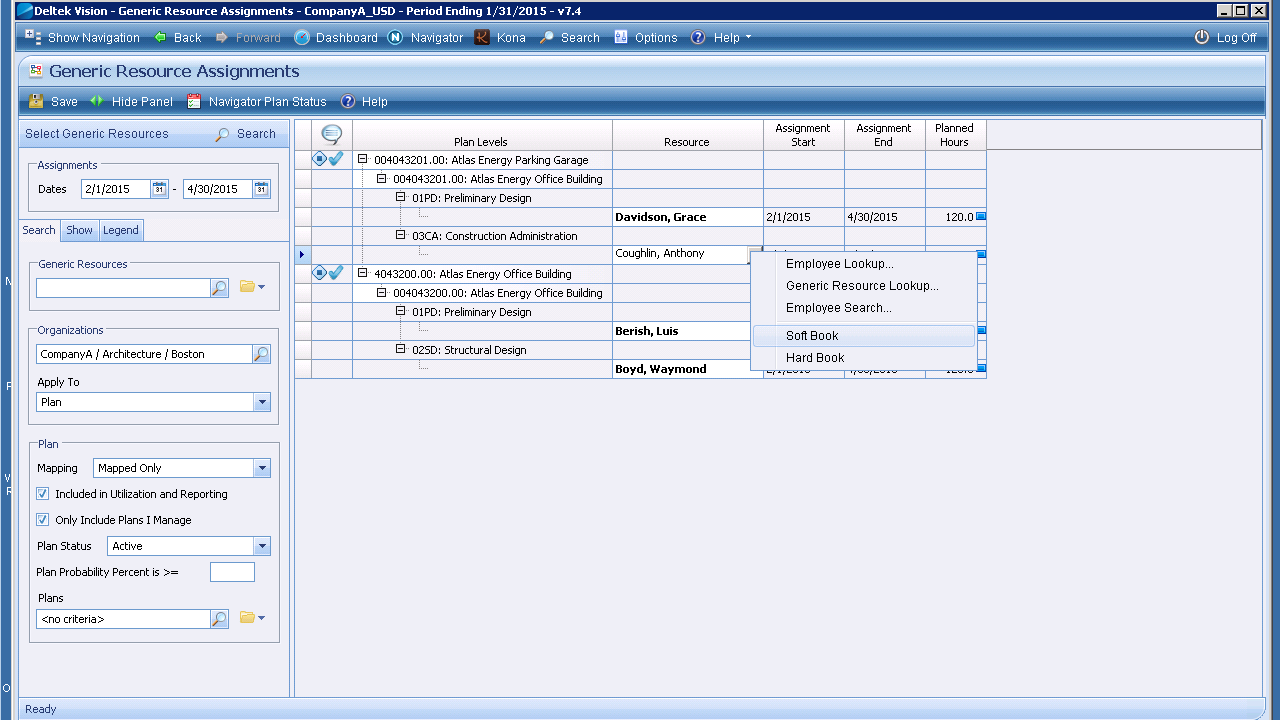 Deltek Vision - Generic Resource Assignments - CompanyA_USD - Period Ending 1/31/2015 - v7.4
Show Navigation Back Forward Dashboard Navigator Kona Search Options Help Log Off
Generic Resource Assignments
Save Hide Panel Navigator Plan Status Help
Select Generic Resources Search
Assignments
Dates 2/1/2015 - 4/30/2015
Search Show Legend
Generic Resources
Organizations
CompanyA / Architecture / Boston
Apply To
Plan
Plan
Mapping Mapped Only
Included in Utilization and Reporting
Only Include Plans I Manage
Plan Status Active
Plan Probability Percent is >=
Plans
<no criteria>
Plan Levels Resource Assignment Start Assignment End Planned Hours
004043201.00: Atlas Energy Parking Garage
004043201.00: Atlas Energy Office Building
01PD: Preliminary Design
Davidson, Grace 2/1/2015 4/30/2015 120.0
03CA: Construction Administration
Coughlin, Anthony
4043200.00: Atlas Energy Office Building
004043200.00: Atlas Energy Office Building
01PD: Preliminary Design
Berish, Luis
02SD: Structural Design
Boyd, Waymond
Employee Lookup...
Generic Resource Lookup...
Employee Search...
Soft Book
Hard Book
Ready